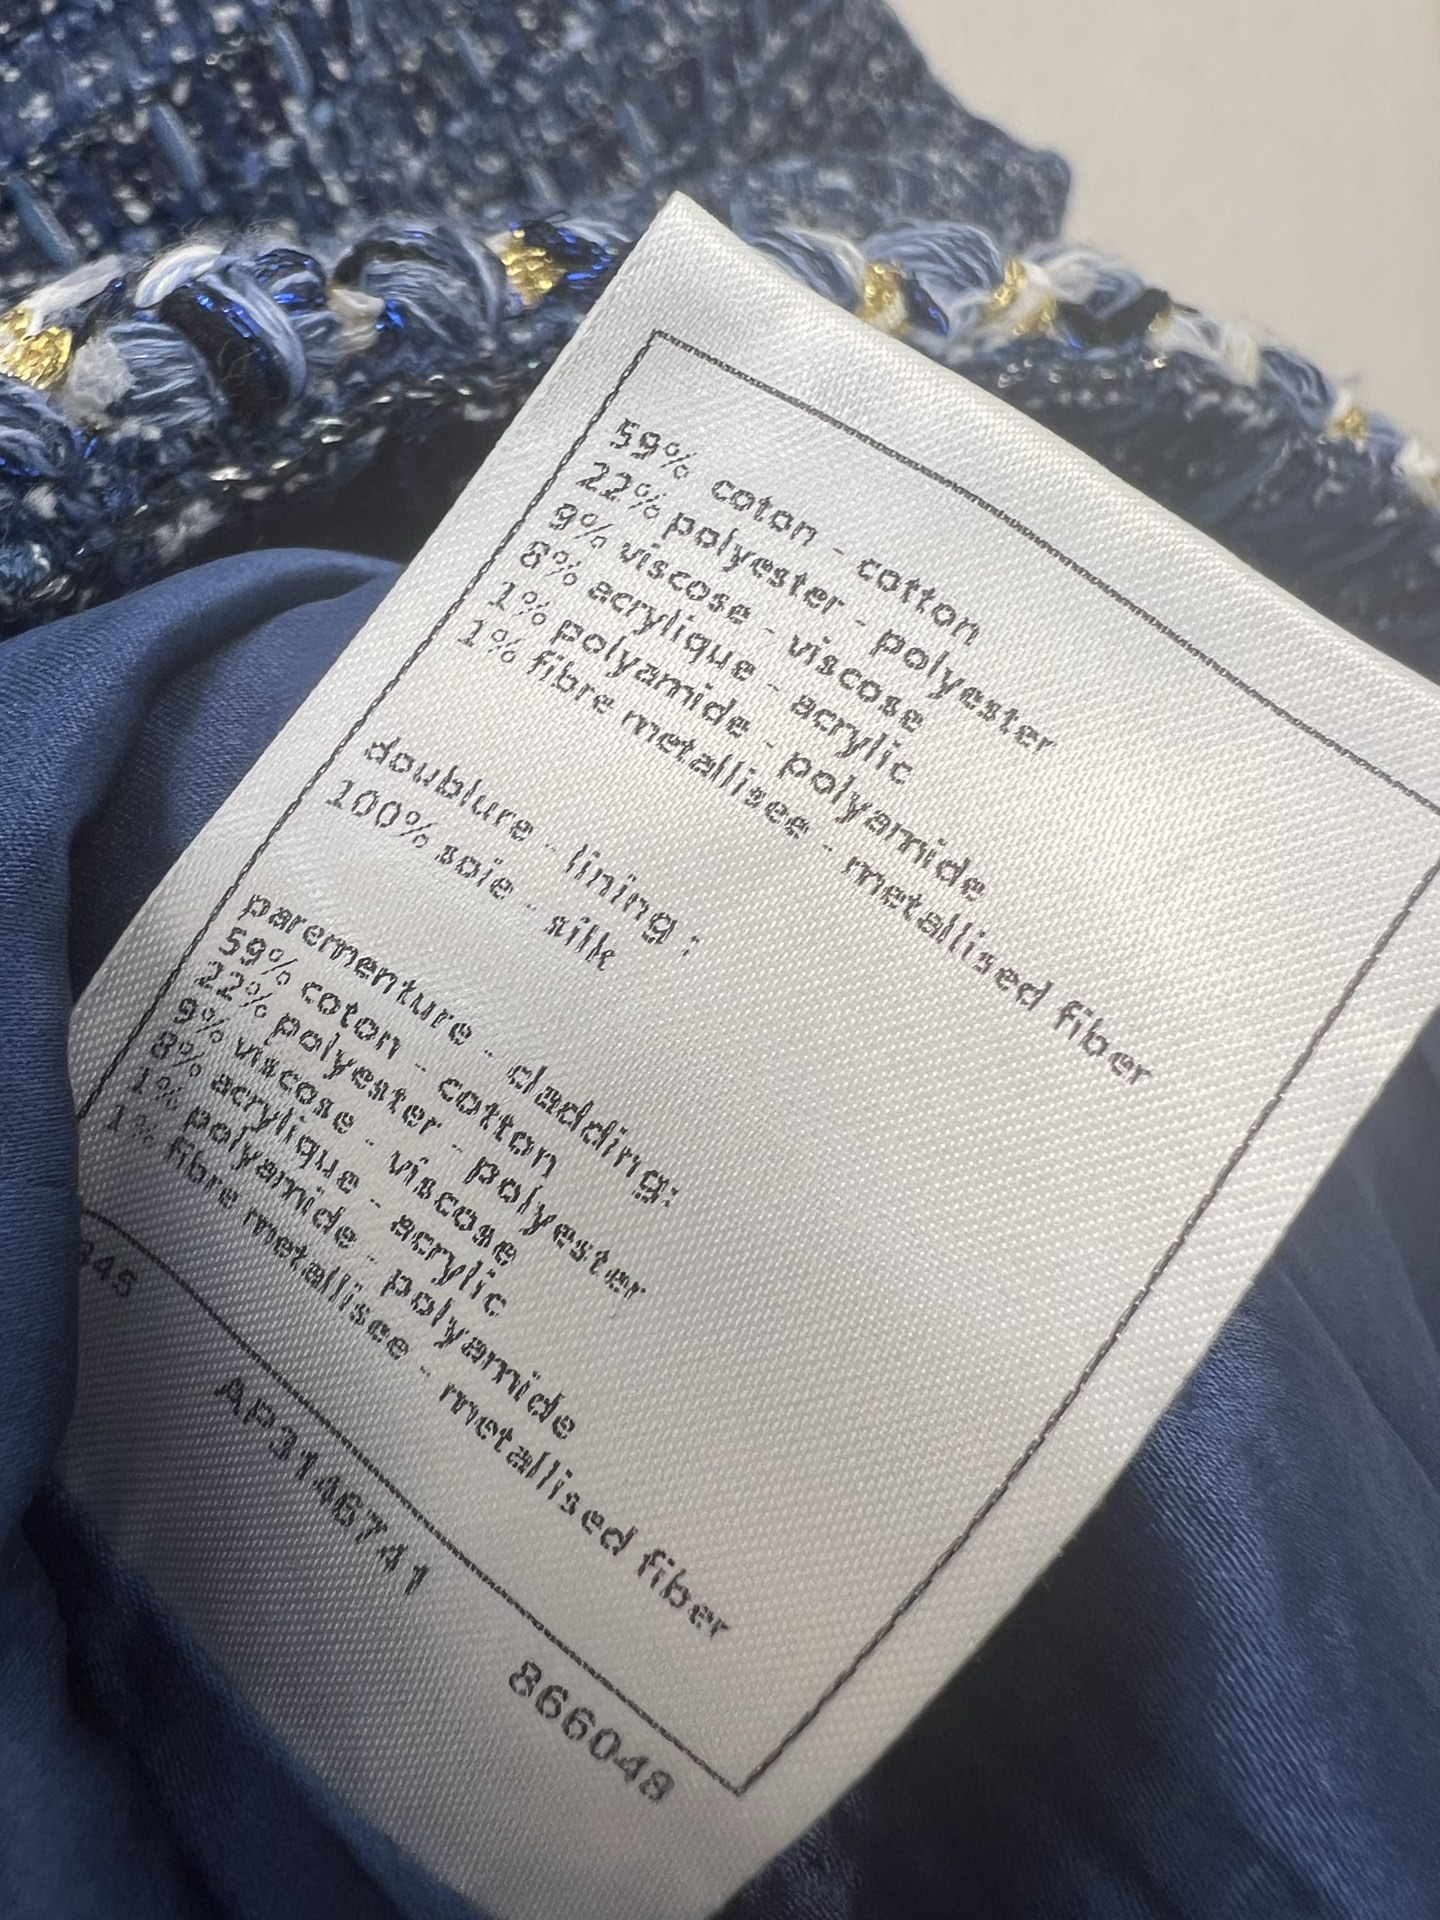 59% coton - cotton
22% polyester - polyester
9% viscose - viscose
8% acrylique - acrylic
1% polyamide - polyamide
1% fibre metallisee - metallised fiber
doublure - lining :
100% soie - silk
parementure - cladding:
59% coton - cotton
22% polyester - polyester
9% viscose - viscose
8% acrylique - acrylic
1% polyamide - polyamide
1% fibre metallisee - metallised fiber
345 AP3146741 866048